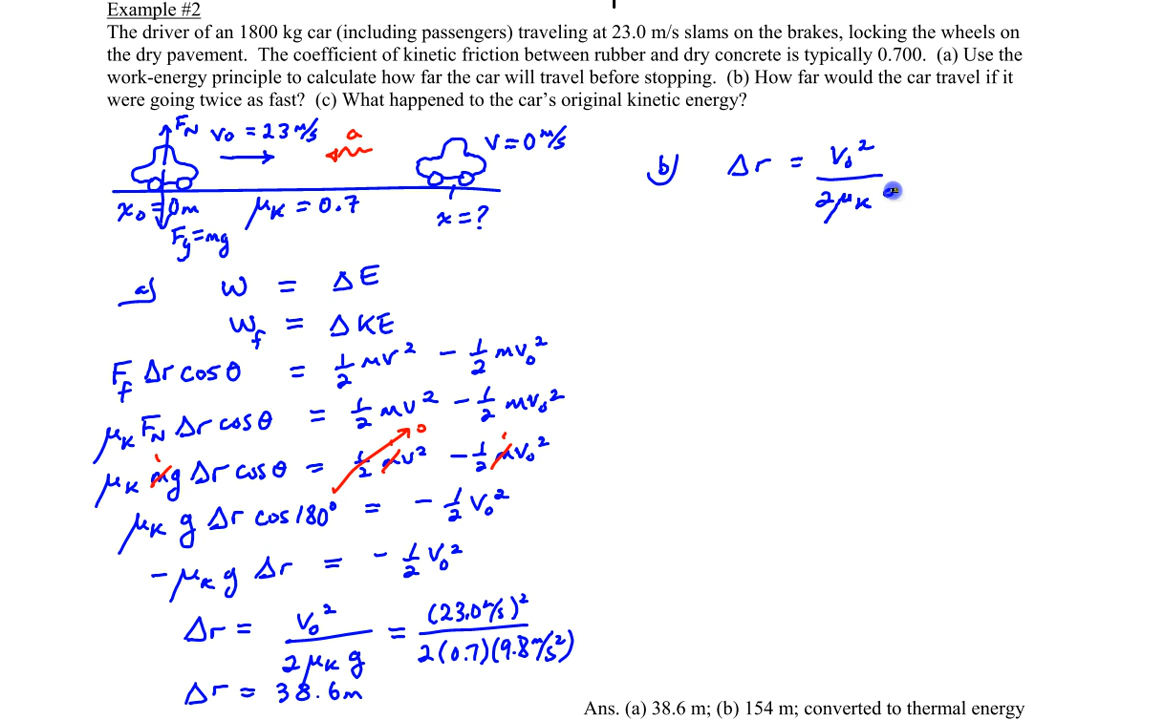 Example #2
The driver of an 1800 kg car (including passengers) traveling at 23.0 m/s slams on the brakes, locking the wheels on
the dry pavement.  The coefficient of kinetic friction between rubber and dry concrete is typically 0.700.  (a) Use the
work-energy principle to calculate how far the car will travel before stopping.  (b) How far would the car travel if it
were going twice as fast? (c) What happened to the car's original kinetic energy?
FN v₀ = 23 m/s a v = 0 m/s
x₀ = 0m μK = 0.7 x = ?
Fg = mg
a) W = ΔE
Wf = ΔKE
Ff Δr cosθ = ½ mv² − ½ mv₀²
μK FN Δr cosθ = ½ mv² − ½ mv₀²
μK mg Δr cosθ = ½ mv² 0 − ½ mv₀²
μK g Δr cos180° = − ½ v₀²
−μK g Δr = − ½ v₀²
Δr = v₀² / 2 μK g = (23.0 m/s)² / 2(0.7)(9.8 m/s²)
Δr = 38.6m
b) Δr = v₀² / 2μK
Ans. (a) 38.6 m; (b) 154 m; converted to thermal energy